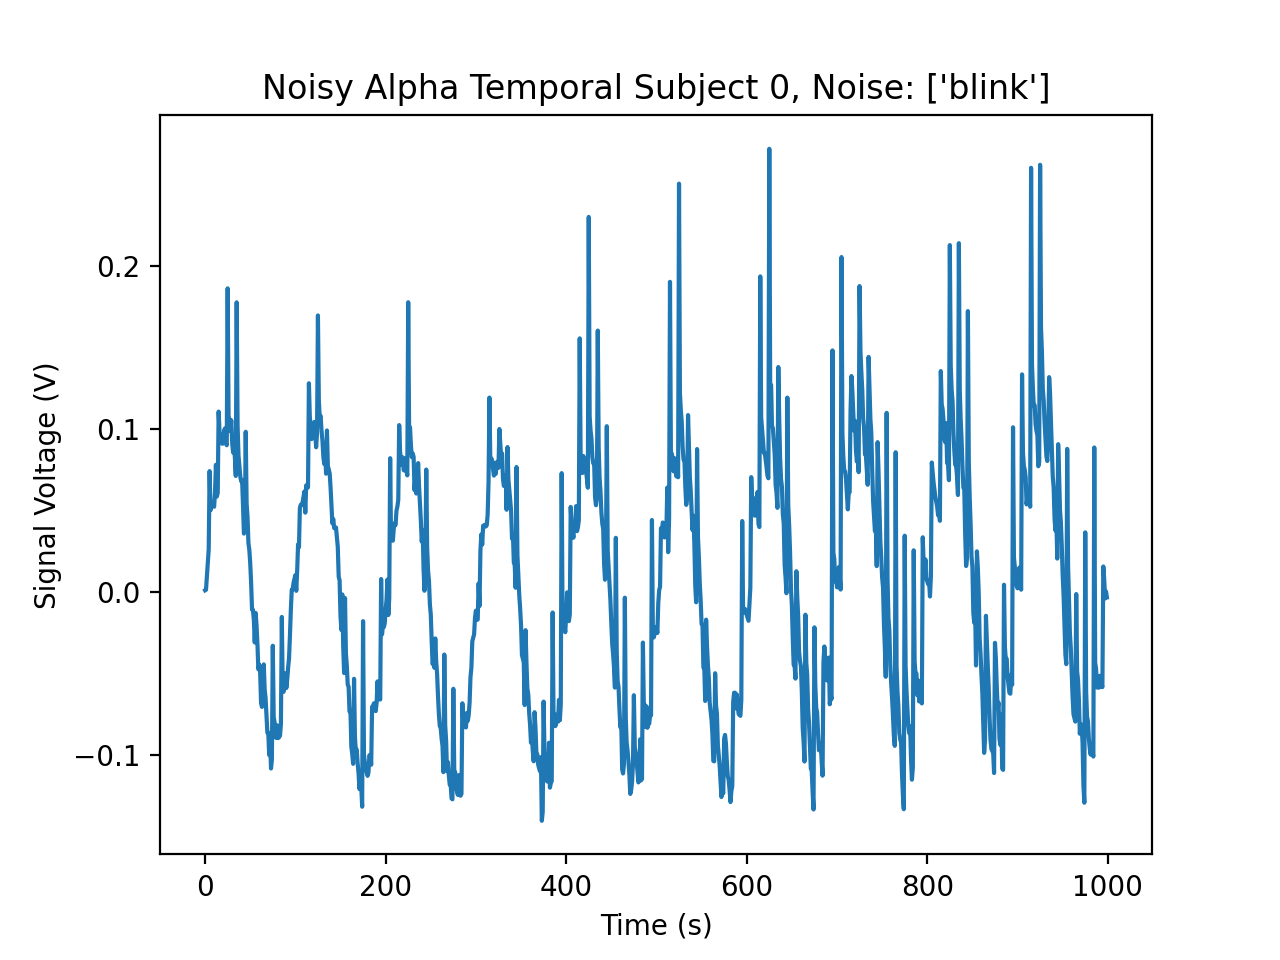 Noisy Alpha Temporal Subject 0, Noise: ['blink']
Signal Voltage (V)
0.2
0.1
0.0
−0.1
0 200 400 600 800 1000
Time (s)